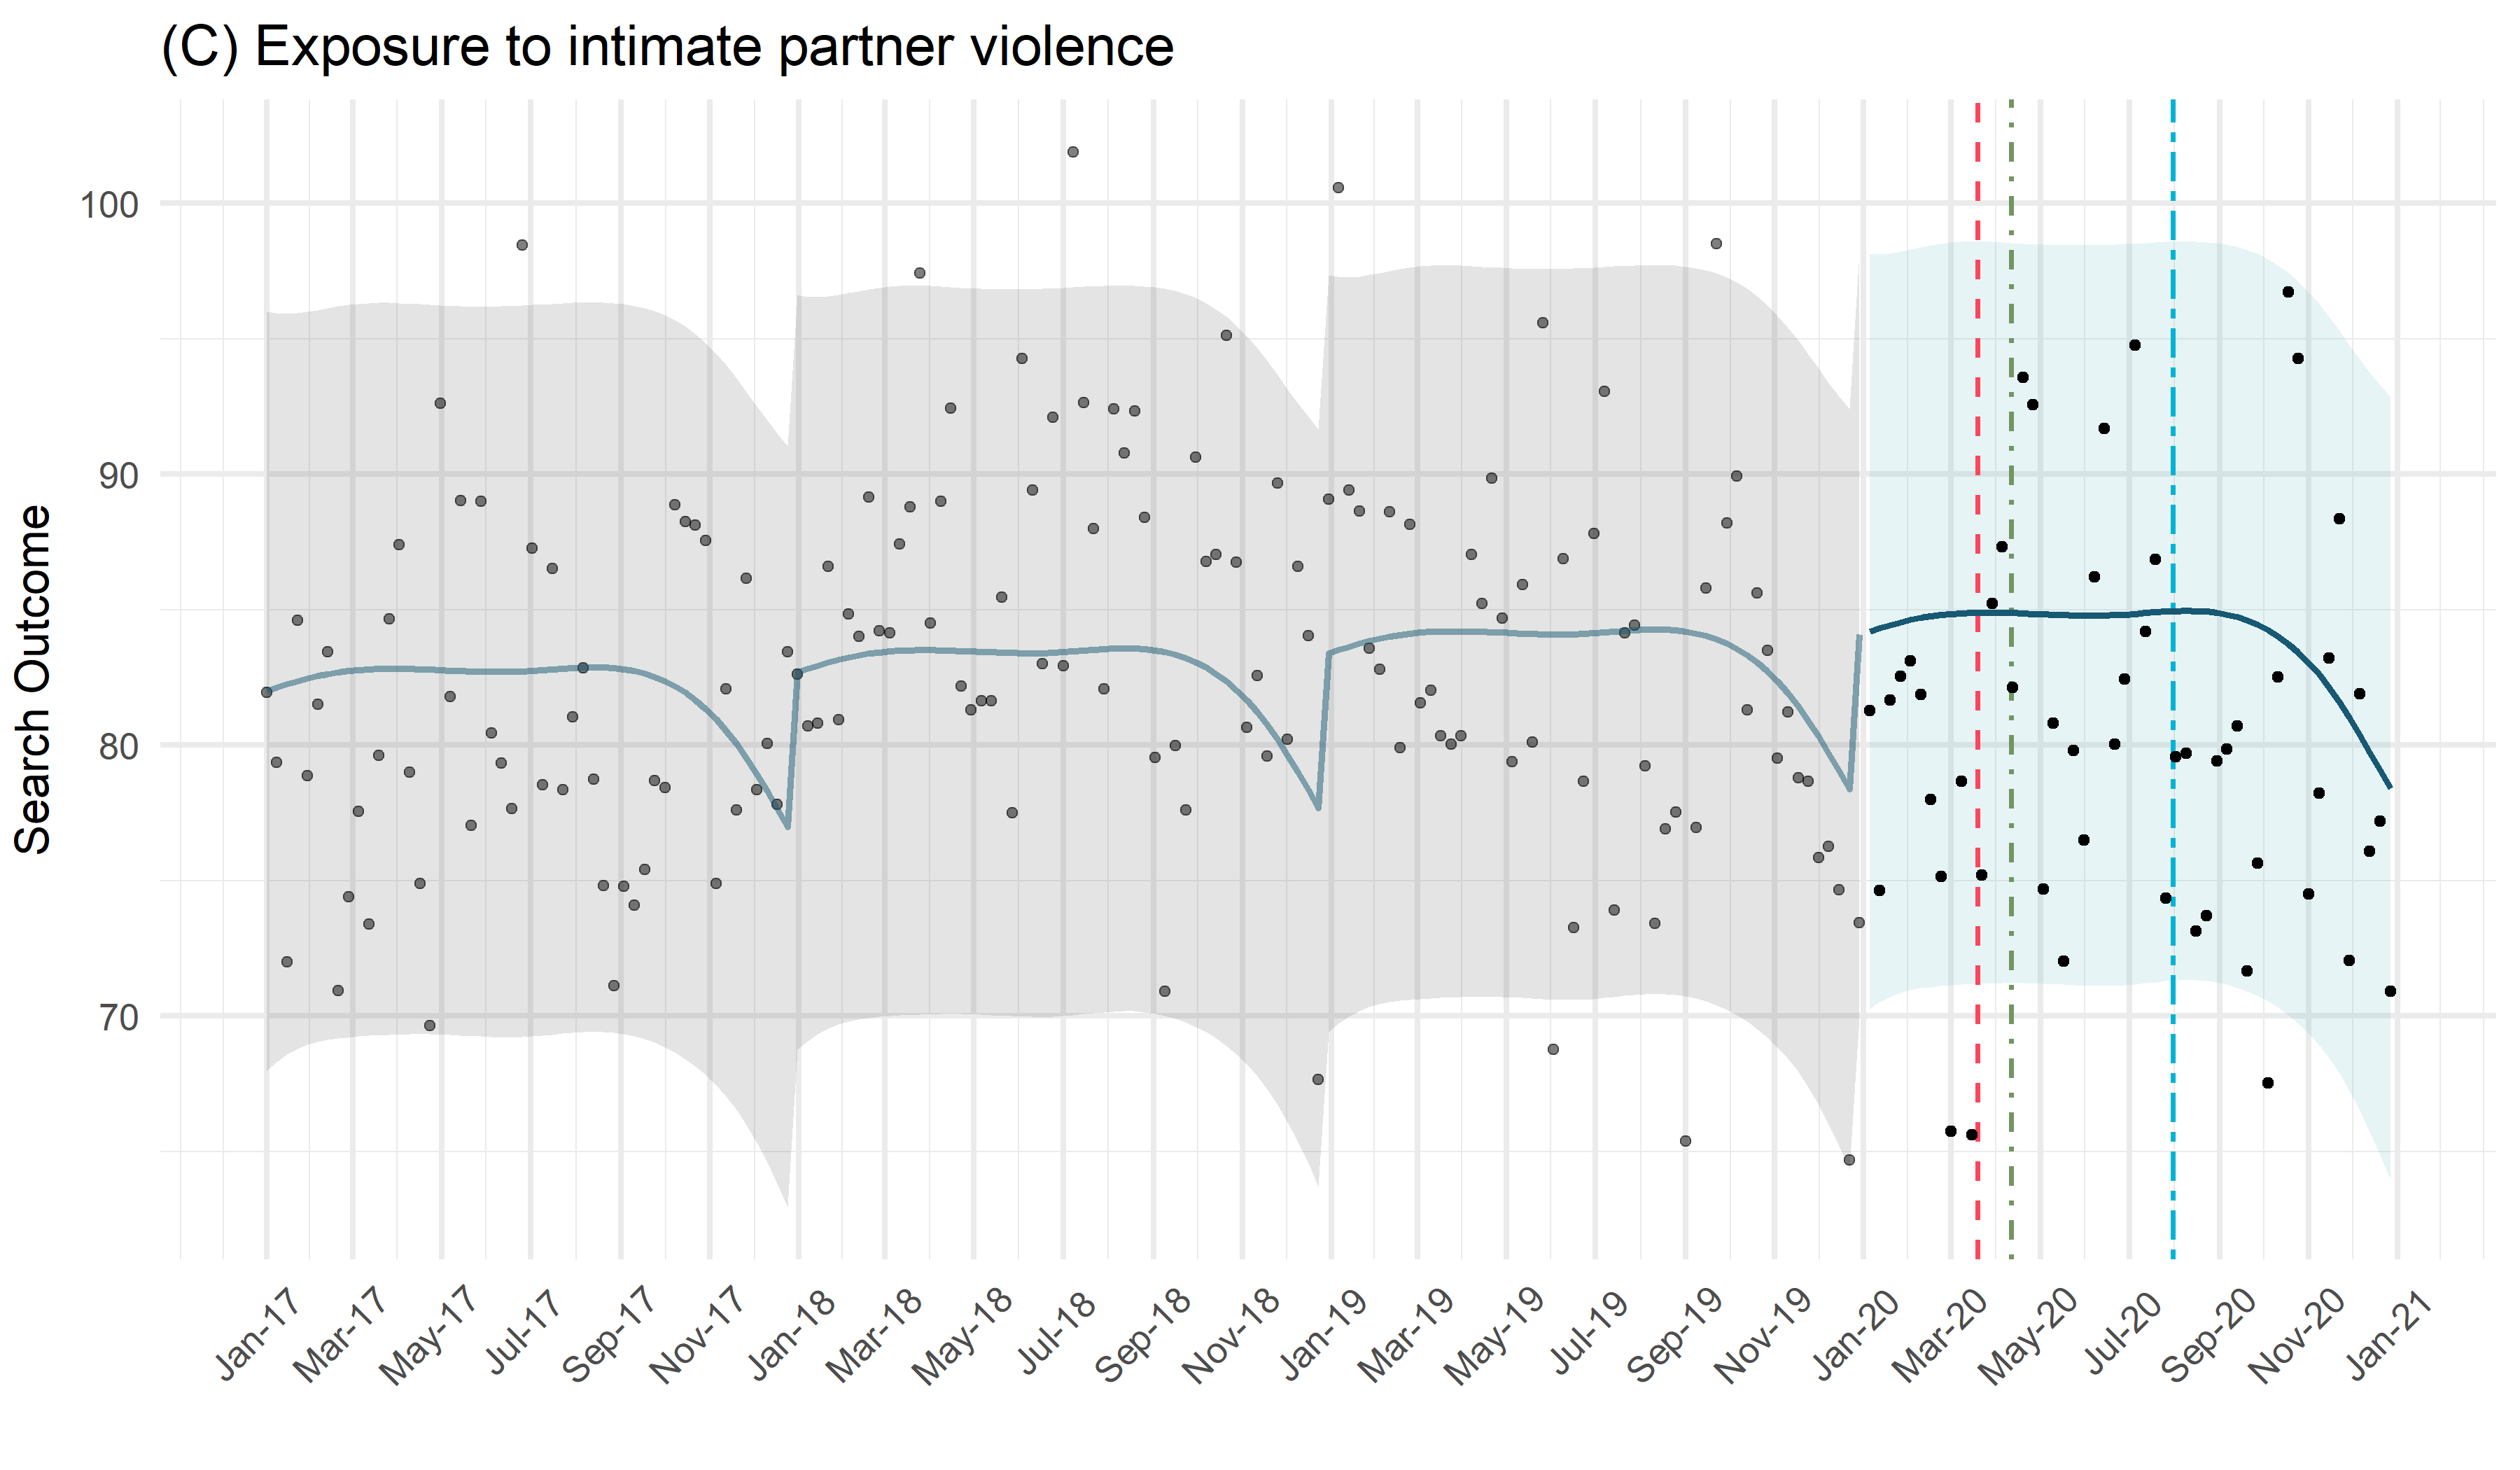 (C) Exposure to intimate partner violence
Search Outcome
100
90
80
70
Jan-17
Mar-17
May-17
Jul-17
Sep-17
Nov-17
Jan-18
Mar-18
May-18
Jul-18
Sep-18
Nov-18
Jan-19
Mar-19
May-19
Jul-19
Sep-19
Nov-19
Jan-20
Mar-20
May-20
Jul-20
Sep-20
Nov-20
Jan-21